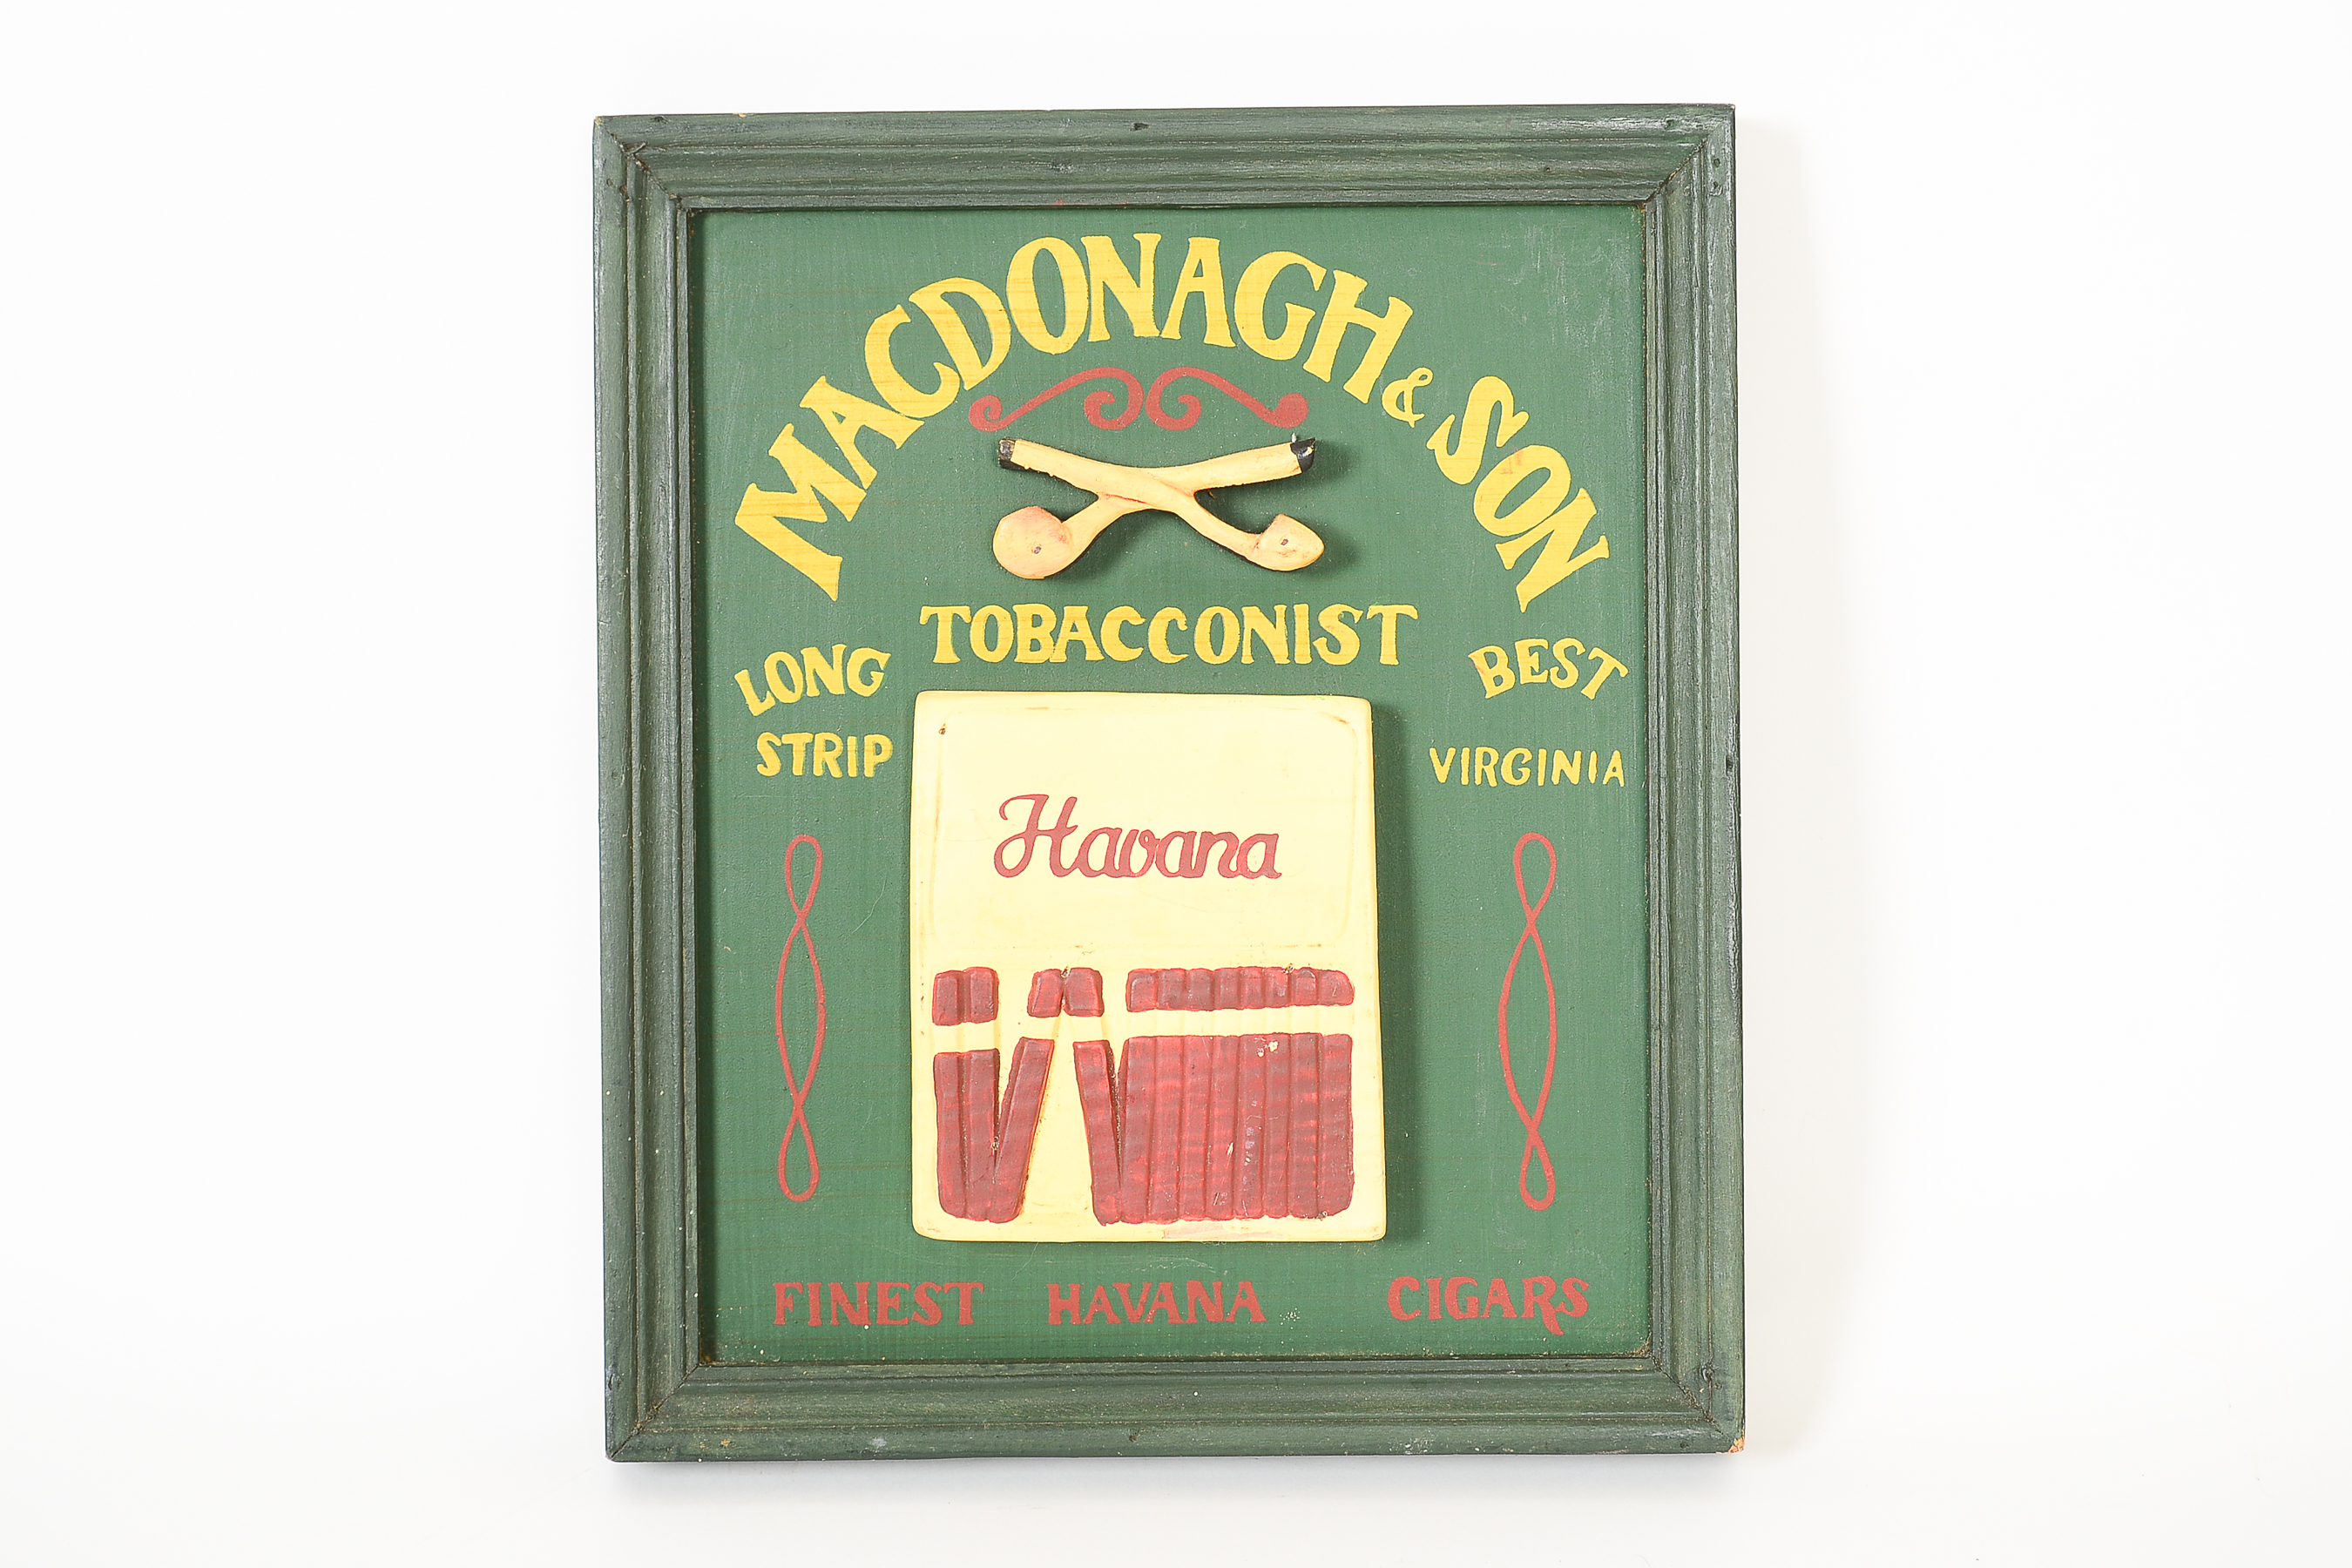 MACDONAGH & SON
TOBACCONIST
LONG
STRIP
BEST
VIRGINIA
Havana
FINEST HAVANA CIGARS